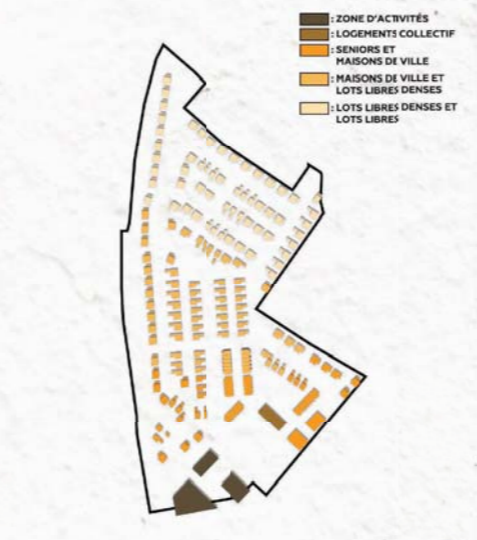 : ZONE D'ACTIVITÉS
: LOGEMENTS COLLECTIF
: SENIORS ET
MAISONS DE VILLE
: MAISONS DE VILLE ET
LOTS LIBRES DENSES
: LOTS LIBRES DENSES ET
LOTS LIBRES